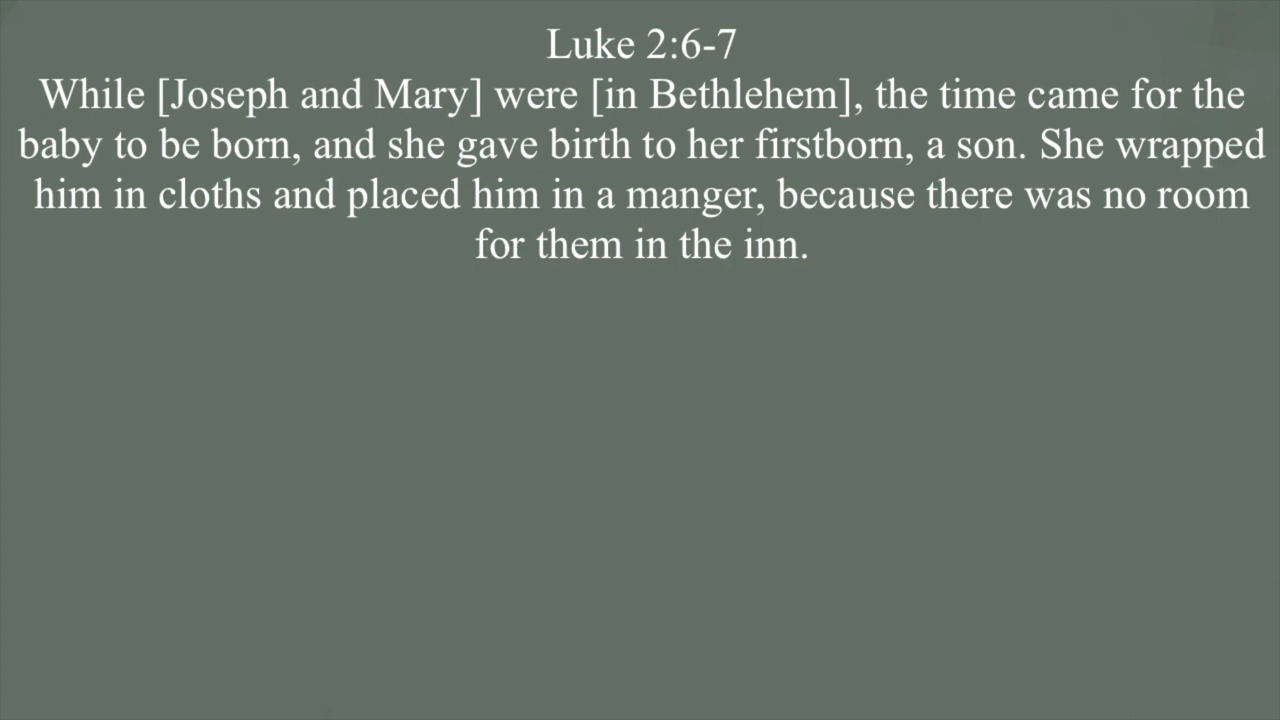 Luke 2:6-7
While [Joseph and Mary] were [in Bethlehem], the time came for the
baby to be born, and she gave birth to her firstborn, a son. She wrapped
him in cloths and placed him in a manger, because there was no room
for them in the inn.